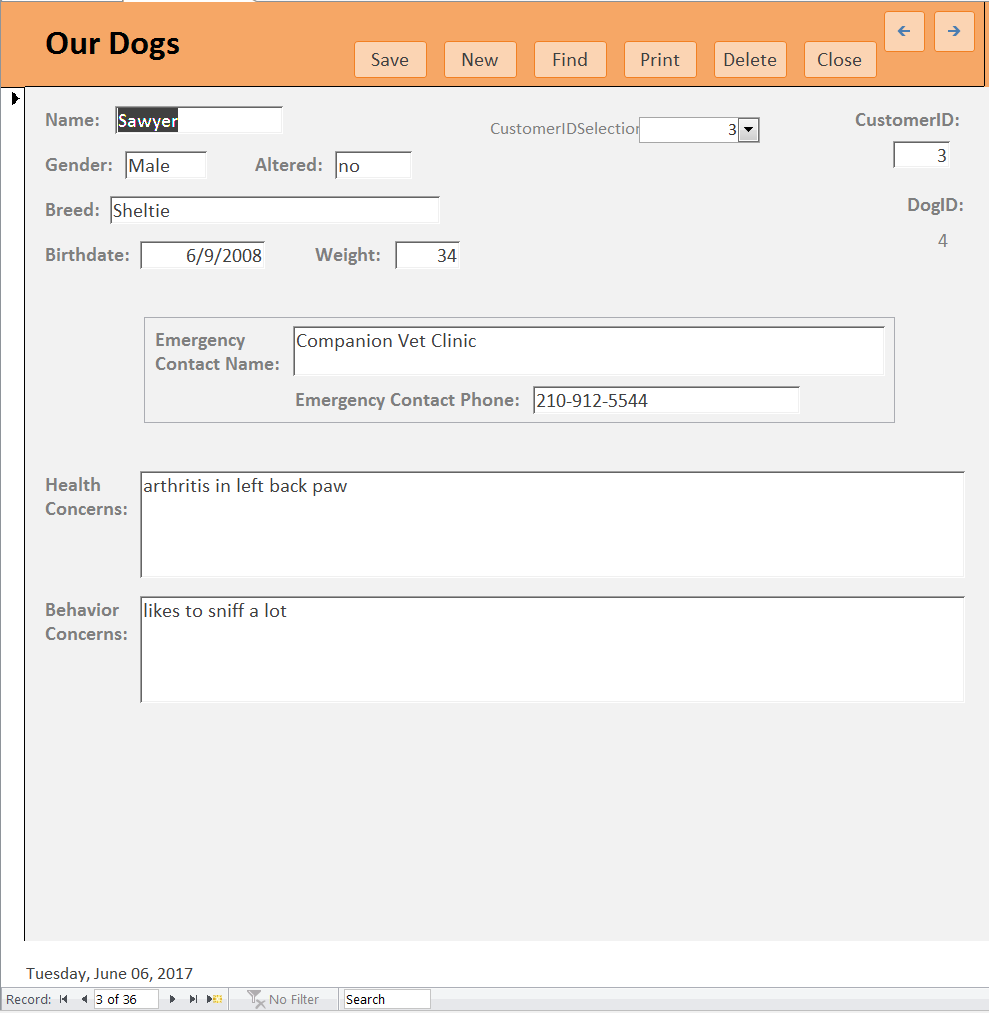 Our Dogs
Save New Find Print Delete Close
Name: Sawyer
CustomerIDSelection 3
CustomerID:
3
Gender: Male Altered: no
Breed: Sheltie
DogID:
4
Birthdate: 6/9/2008 Weight: 34
Emergency
Contact Name:
Companion Vet Clinic
Emergency Contact Phone: 210-912-5544
Health
Concerns:
arthritis in left back paw
Behavior
Concerns:
likes to sniff a lot
Tuesday, June 06, 2017
Record: 3 of 36 No Filter Search